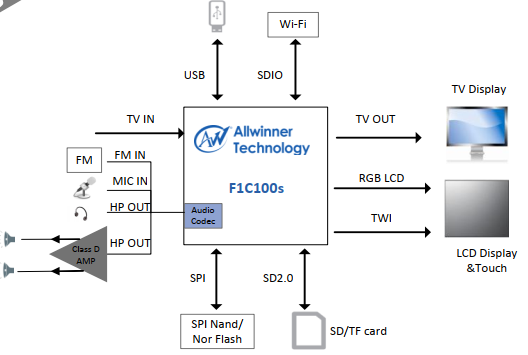 Wi-Fi
USB
SDIO
TV Display
TV IN
Allwinner
Technology
TV OUT
FM
FM IN
MIC IN
F1C100s
RGB LCD
HP OUT
Audio
Codec
TWI
HP OUT
Class D
AMP
LCD Display
&Touch
SPI
SD2.0
SPI Nand/
Nor Flash
SD/TF card